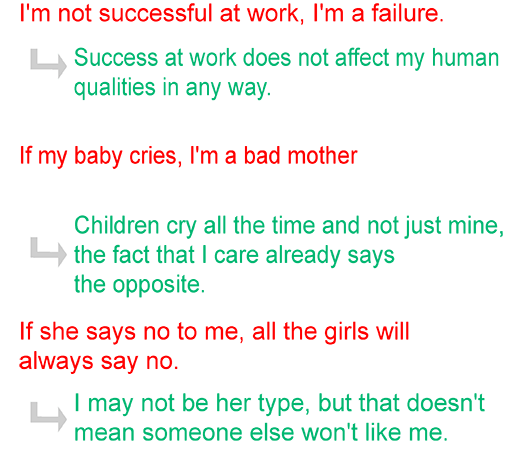 I'm not successful at work, I'm a failure.
Success at work does not affect my human
qualities in any way.
If my baby cries, I'm a bad mother
Children cry all the time and not just mine,
the fact that I care already says
the opposite.
If she says no to me, all the girls will
always say no.
I may not be her type, but that doesn't
mean someone else won't like me.